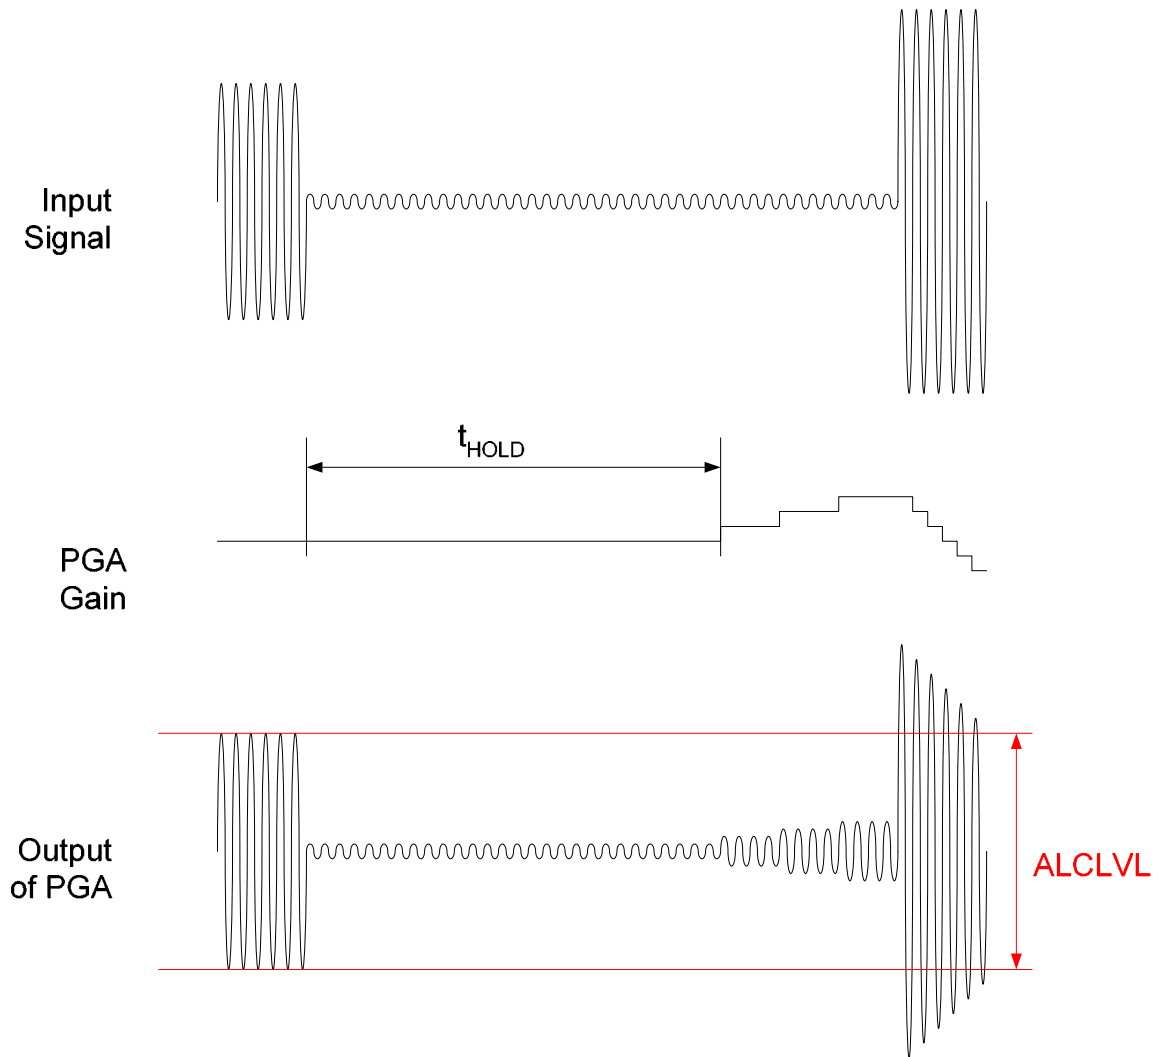 Input
Signal
tHOLD
PGA
Gain
Output
of PGA
ALCLVL